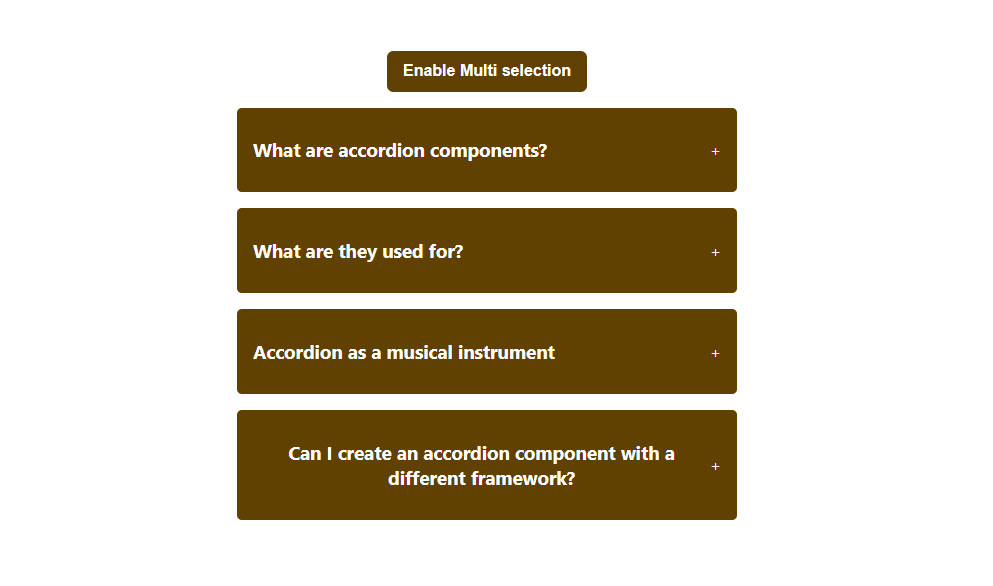 Enable Multi selection
What are accordion components?
+
What are they used for?
+
Accordion as a musical instrument
+
Can I create an accordion component with a
different framework?
+